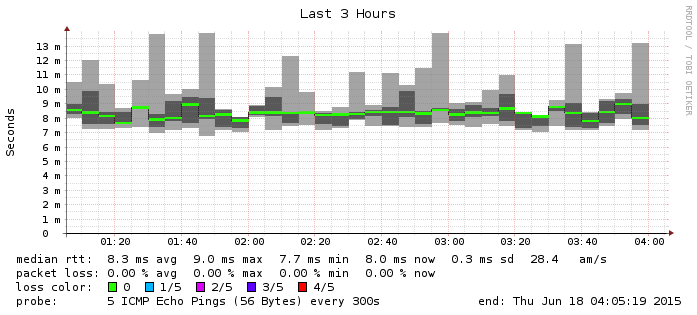 Last 3 Hours
RRDTOOL / TOBI OETIKER
Seconds
13 m
12 m
11 m
10 m
9 m
8 m
7 m
6 m
5 m
4 m
3 m
2 m
1 m
0
01:20 01:40 02:00 02:20 02:40 03:00 03:20 03:40 04:00
median rtt: 8.3 ms avg 9.0 ms max 7.7 ms min 8.0 ms now 0.3 ms sd 28.4 am/s
packet loss: 0.00 % avg 0.00 % max 0.00 % min 0.00 % now
loss color: 0 1/5 2/5 3/5 4/5
probe: 5 ICMP Echo Pings (56 Bytes) every 300s end: Thu Jun 18 04:05:19 2015